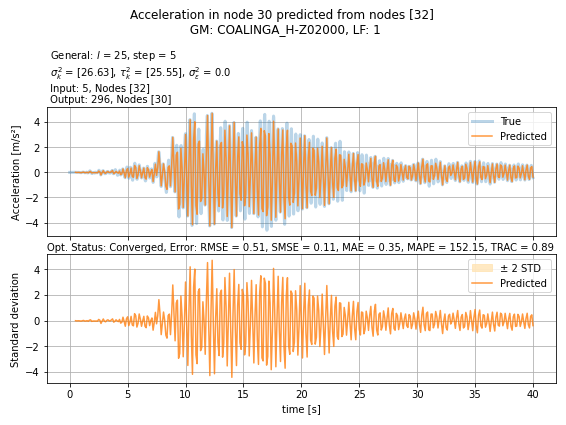 Acceleration in node 30 predicted from nodes [32]
GM: COALINGA_H-Z02000, LF: 1
General: l = 25, step = 5
σ²ₖ = [26.63], τ²ₖ = [25.55], σ²ε = 0.0
Input: 5, Nodes [32]
Output: 296, Nodes [30]
Acceleration [m/s²]
4
2
0
−2
−4
True
Predicted
Opt. Status: Converged, Error: RMSE = 0.51, SMSE = 0.11, MAE = 0.35, MAPE = 152.15, TRAC = 0.89
Standard deviation
4
2
0
−2
−4
± 2 STD
Predicted
0 5 10 15 20 25 30 35 40
time [s]